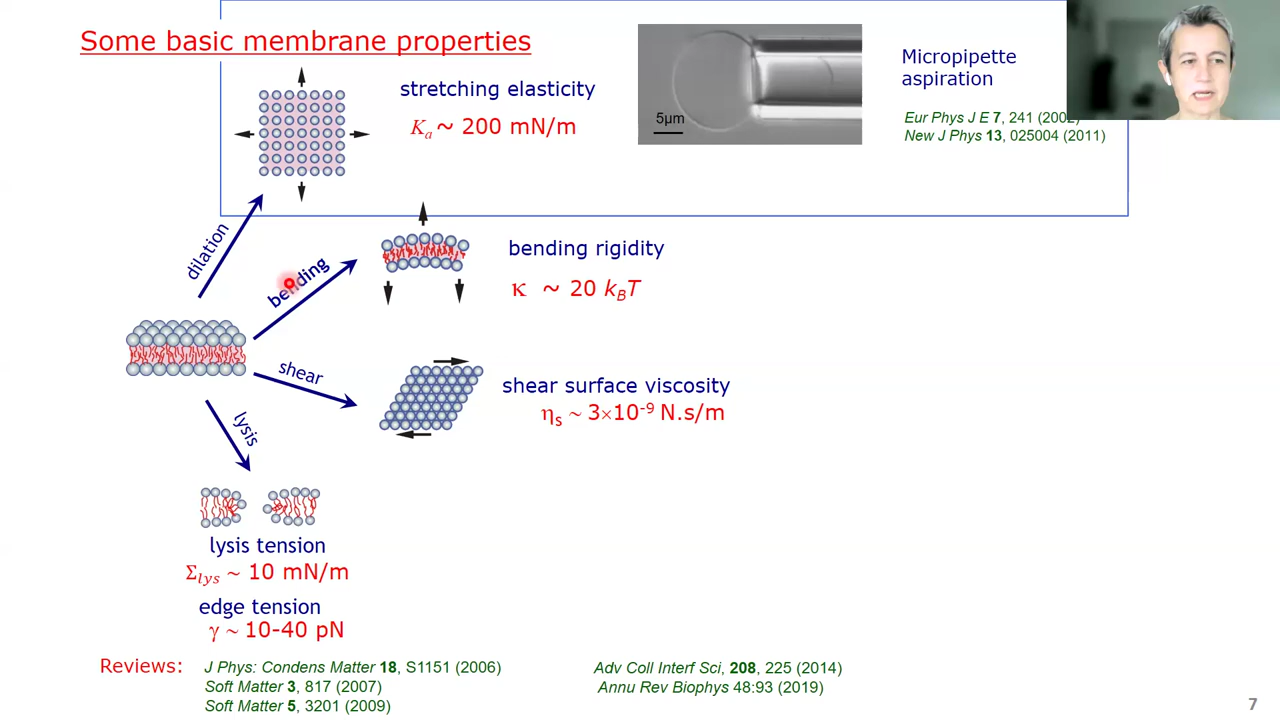 Some basic membrane properties
stretching elasticity
Kₐ ~ 200 mN/m
5µm
Micropipette
aspiration
Eur Phys J E 7, 241 (2002)
New J Phys 13, 025004 (2011)
dilation
bending
bending rigidity
κ ~ 20 k_BT
shear
shear surface viscosity
ηₛ ~ 3×10⁻⁹ N.s/m
lysis
lysis tension
Σ_lys ~ 10 mN/m
edge tension
γ ~ 10-40 pN
Reviews:
J Phys: Condens Matter 18, S1151 (2006)
Soft Matter 3, 817 (2007)
Soft Matter 5, 3201 (2009)
Adv Coll Interf Sci, 208, 225 (2014)
Annu Rev Biophys 48:93 (2019)
7